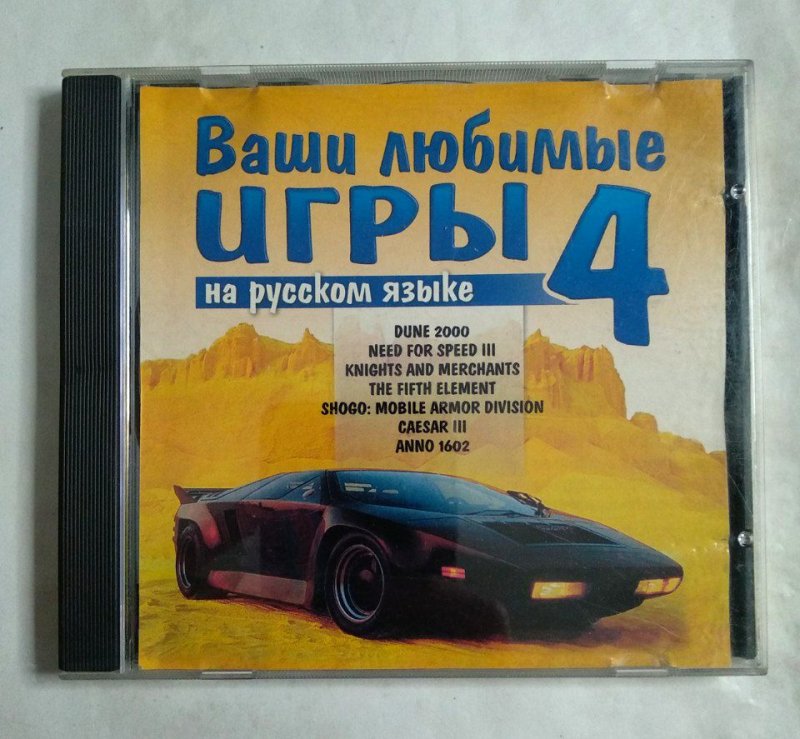 Ваши любимые
игры 4
на русском языке
DUNE 2000
NEED FOR SPEED III
KNIGHTS AND MERCHANTS
THE FIFTH ELEMENT
SHOGO: MOBILE ARMOR DIVISION
CAESAR III
ANNO 1602